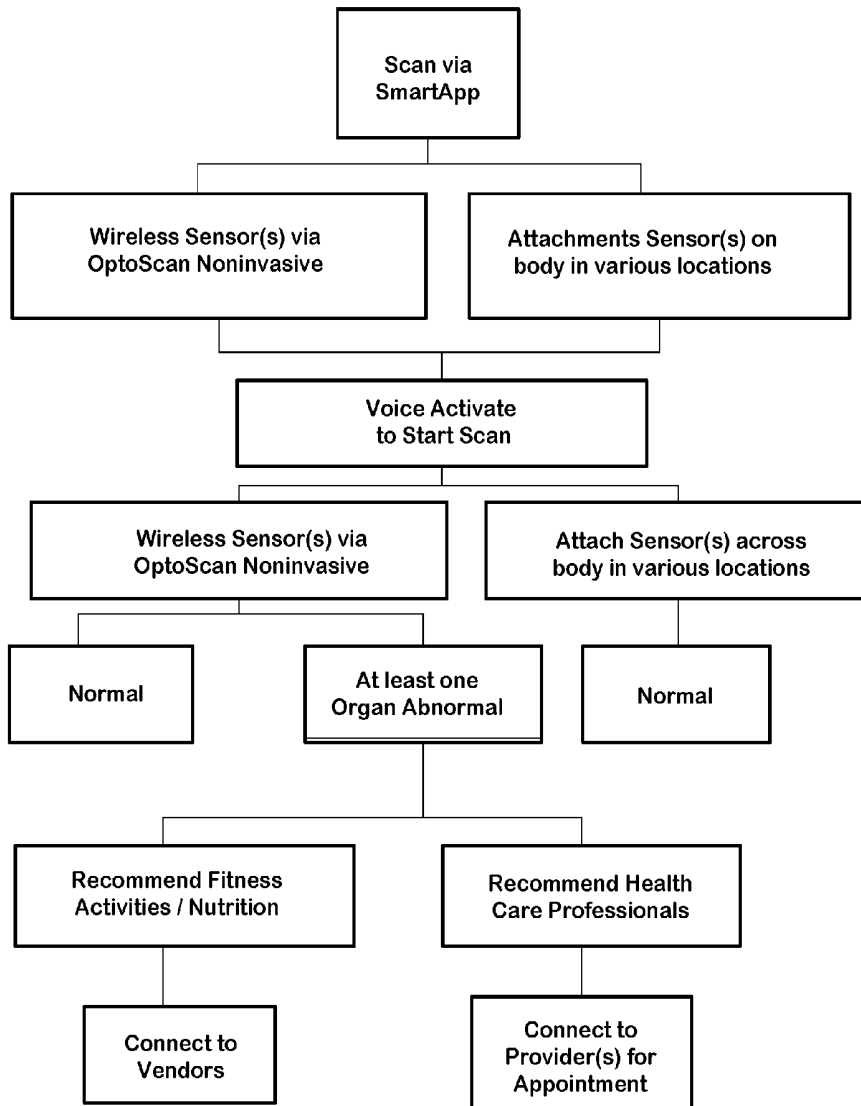 Scan via
SmartApp
Wireless Sensor(s) via
OptoScan Noninvasive
Attachments Sensor(s) on
body in various locations
Voice Activate
to Start Scan
Wireless Sensor(s) via
OptoScan Noninvasive
Attach Sensor(s) across
body in various locations
Normal
At least one
Organ Abnormal
Normal
Recommend Fitness
Activities / Nutrition
Recommend Health
Care Professionals
Connect to
Vendors
Connect to
Provider(s) for
Appointment